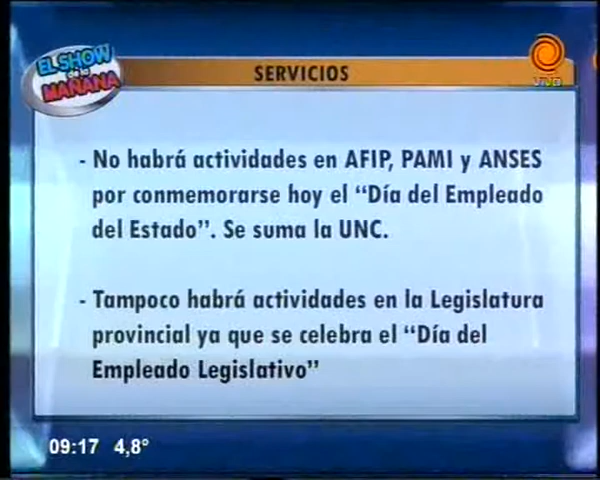 EL SHOW
de la
MAÑANA
SERVICIOS
VIVO
- No habrá actividades en AFIP, PAMI y ANSES
por conmemorarse hoy el “Día del Empleado
del Estado”. Se suma la UNC.
- Tampoco habrá actividades en la Legislatura
provincial ya que se celebra el “Día del
Empleado Legislativo”
09:17 4,8°